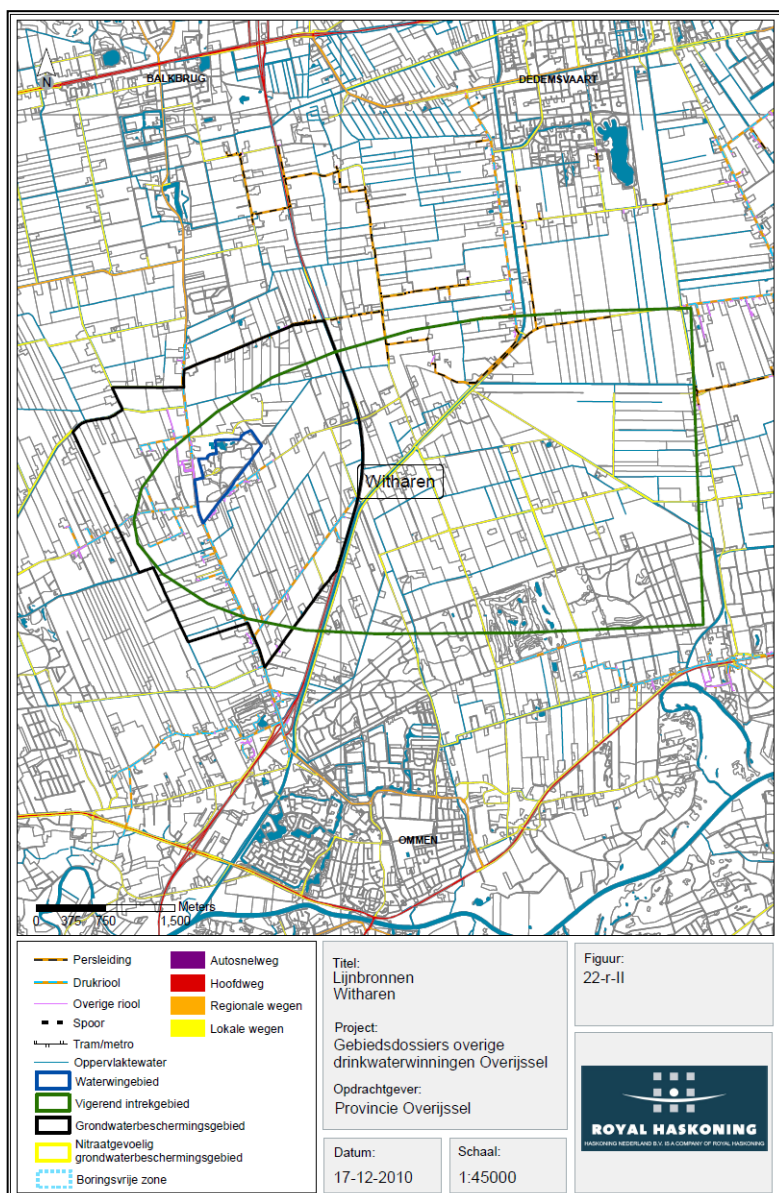 N
BALKBRUG
DEDEMSVAART
Witharen
OMMEN
Meters
0 375 750 1,500
Persleiding
Drukriool
Overige riool
Spoor
Tram/metro
Oppervlaktewater
Waterwingebied
Vigerend intrekgebied
Grondwaterbeschermingsgebied
Nitraatgevoelig
grondwaterbeschermingsgebied
Boringsvrije zone
Autosnelweg
Hoofdweg
Regionale wegen
Lokale wegen
Titel:
Lijnbronnen
Witharen
Project:
Gebiedsdossiers overige
drinkwaterwinningen Overijssel
Opdrachtgever:
Provincie Overijssel
Datum:
17-12-2010
Schaal:
1:45000
Figuur:
22-r-II
ROYAL HASKONING
HASKONING NEDERLAND B.V. IS A COMPANY OF ROYAL HASKONING